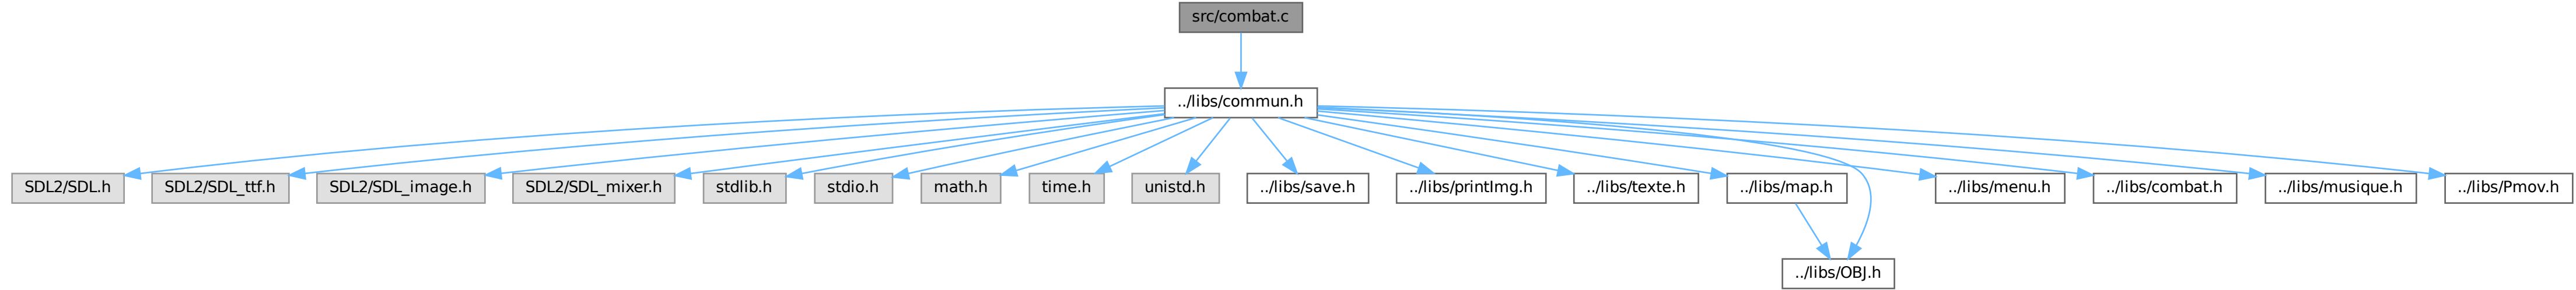 src/combat.c
../libs/commun.h
SDL2/SDL.h
SDL2/SDL_ttf.h
SDL2/SDL_image.h
SDL2/SDL_mixer.h
stdlib.h
stdio.h
math.h
time.h
unistd.h
../libs/save.h
../libs/printImg.h
../libs/texte.h
../libs/map.h
../libs/menu.h
../libs/combat.h
../libs/musique.h
../libs/Pmov.h
../libs/OBJ.h